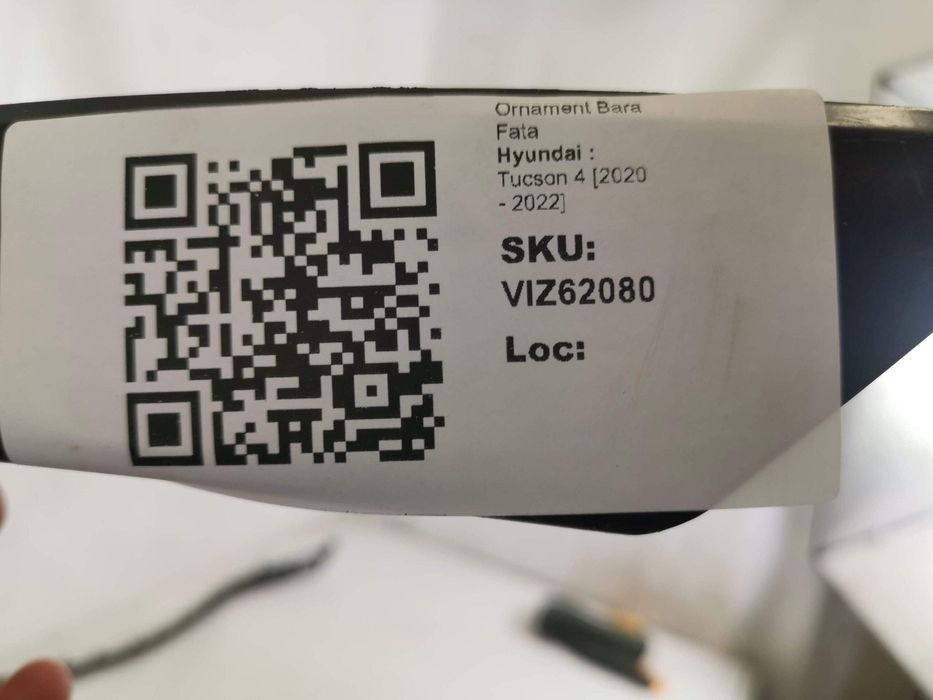 Ornament Bara
Fata
Hyundai :
Tucson 4 [2020
- 2022]
SKU:
VIZ62080
Loc: